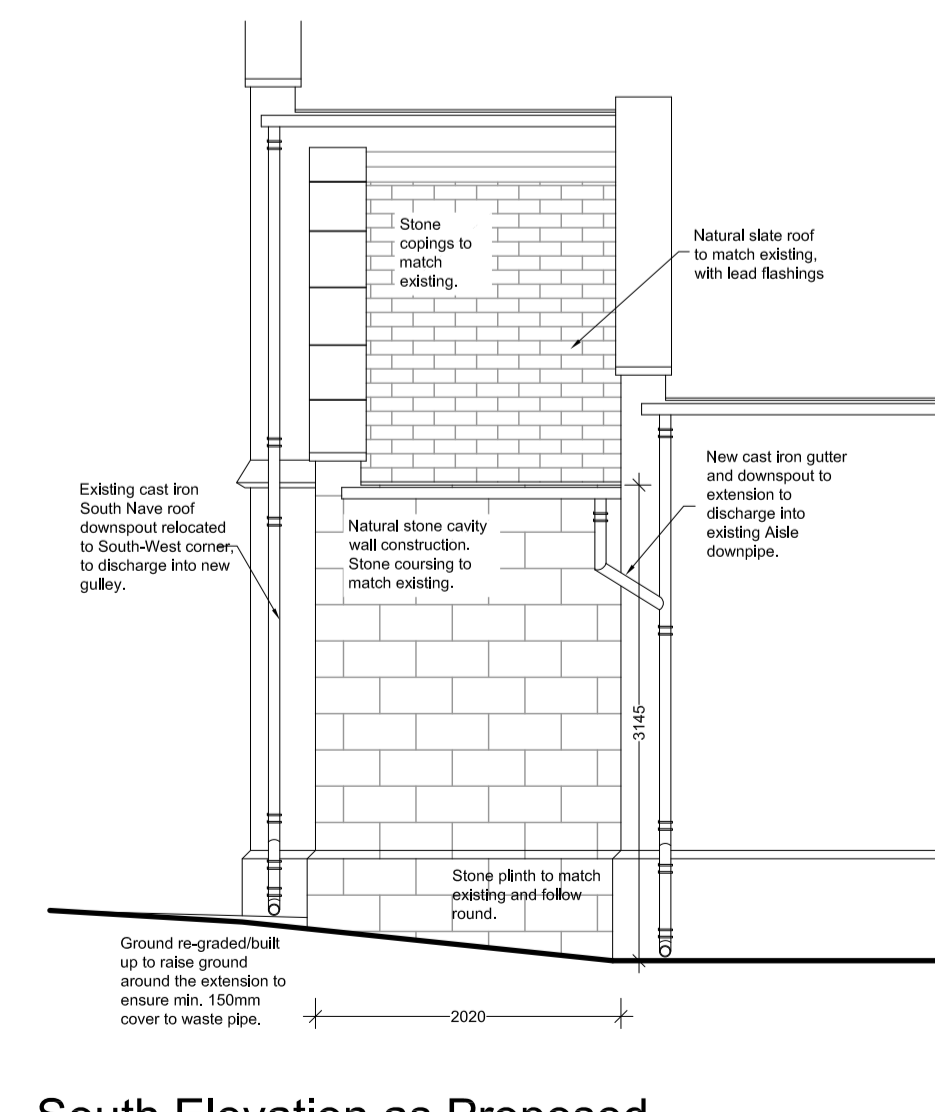 Stone
copings to
match
existing.
Natural slate roof
to match existing,
with lead flashings
Existing cast iron
South Nave roof
downspout relocated
to South-West corner,
to discharge into new
gulley.
Natural stone cavity
wall construction.
Stone coursing to
match existing.
New cast iron gutter
and downspout to
extension to
discharge into
existing Aisle
downpipe.
3145
Stone plinth to match
existing and follow
round.
Ground re-graded/built
up to raise ground
around the extension to
ensure min. 150mm
cover to waste pipe.
2020
South Elevation as Proposed